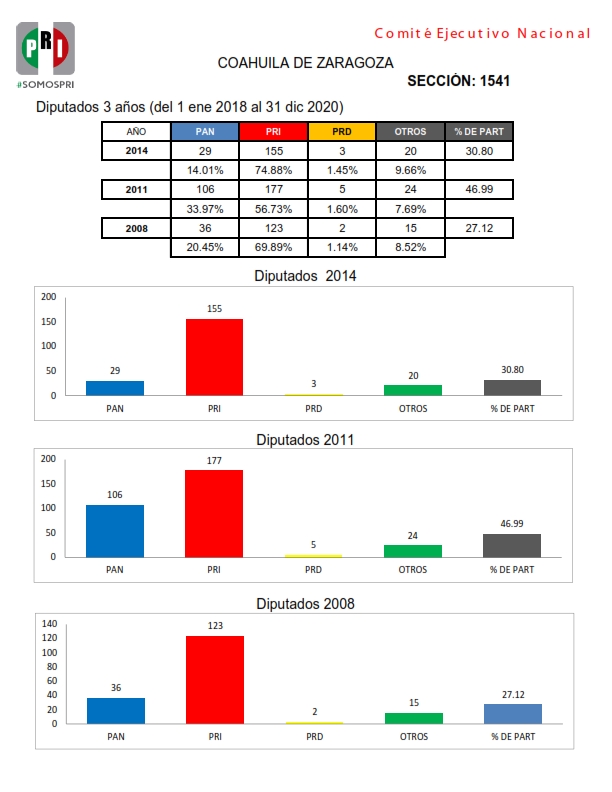 PRI
#SOMOSPRI
Comité Ejecutivo Nacional
COAHUILA DE ZARAGOZA
SECCIÓN: 1541
Diputados 3 años (del 1 ene 2018 al 31 dic 2020)
AÑO PAN PRI PRD OTROS % DE PART
2014 29 155 3 20 30.80
14.01% 74.88% 1.45% 9.66%
2011 106 177 5 24 46.99
33.97% 56.73% 1.60% 7.69%
2008 36 123 2 15 27.12
20.45% 69.89% 1.14% 8.52%
Diputados 2014
200
150
100
50
0
29 155 3 20 30.80
PAN PRI PRD OTROS % DE PART
Diputados 2011
200
150
100
50
0
106 177 5 24 46.99
PAN PRI PRD OTROS % DE PART
Diputados 2008
140
120
100
80
60
40
20
0
36 123 2 15 27.12
PAN PRI PRD OTROS % DE PART